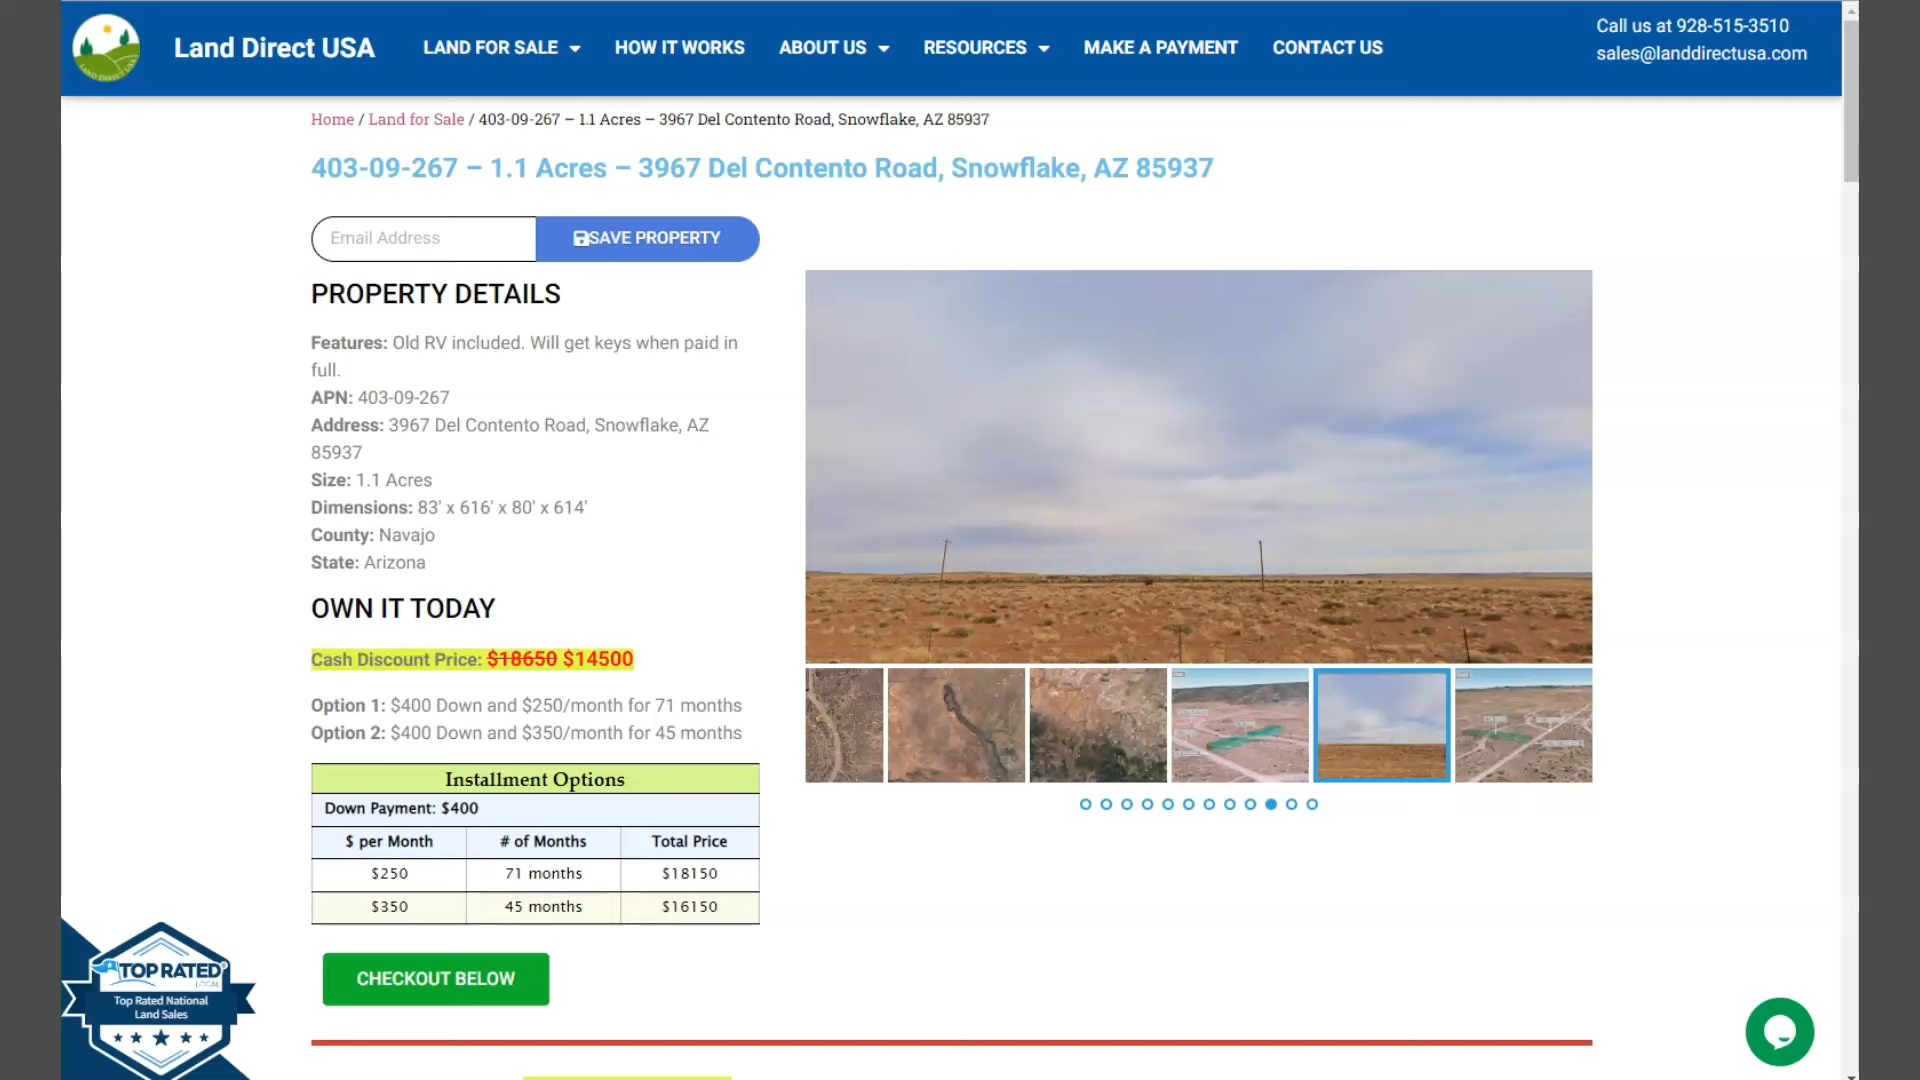 Land Direct USA
LAND FOR SALE
HOW IT WORKS
ABOUT US
RESOURCES
MAKE A PAYMENT
CONTACT US
Call us at 928-515-3510
sales@landdirectusa.com
Home / Land for Sale / 403-09-267 – 1.1 Acres – 3967 Del Contento Road, Snowflake, AZ 85937
403-09-267 – 1.1 Acres – 3967 Del Contento Road, Snowflake, AZ 85937
Email Address
SAVE PROPERTY
PROPERTY DETAILS
Features: Old RV included. Will get keys when paid in
full.
APN: 403-09-267
Address: 3967 Del Contento Road, Snowflake, AZ
85937
Size: 1.1 Acres
Dimensions: 83' x 616' x 80' x 614'
County: Navajo
State: Arizona
OWN IT TODAY
Cash Discount Price: $18650 $14500
Option 1: $400 Down and $250/month for 71 months
Option 2: $400 Down and $350/month for 45 months
Installment Options
Down Payment: $400
$ per Month # of Months Total Price
$250 71 months $18150
$350 45 months $16150
CHECKOUT BELOW
TOP RATED
LOCAL
Top Rated National
Land Sales